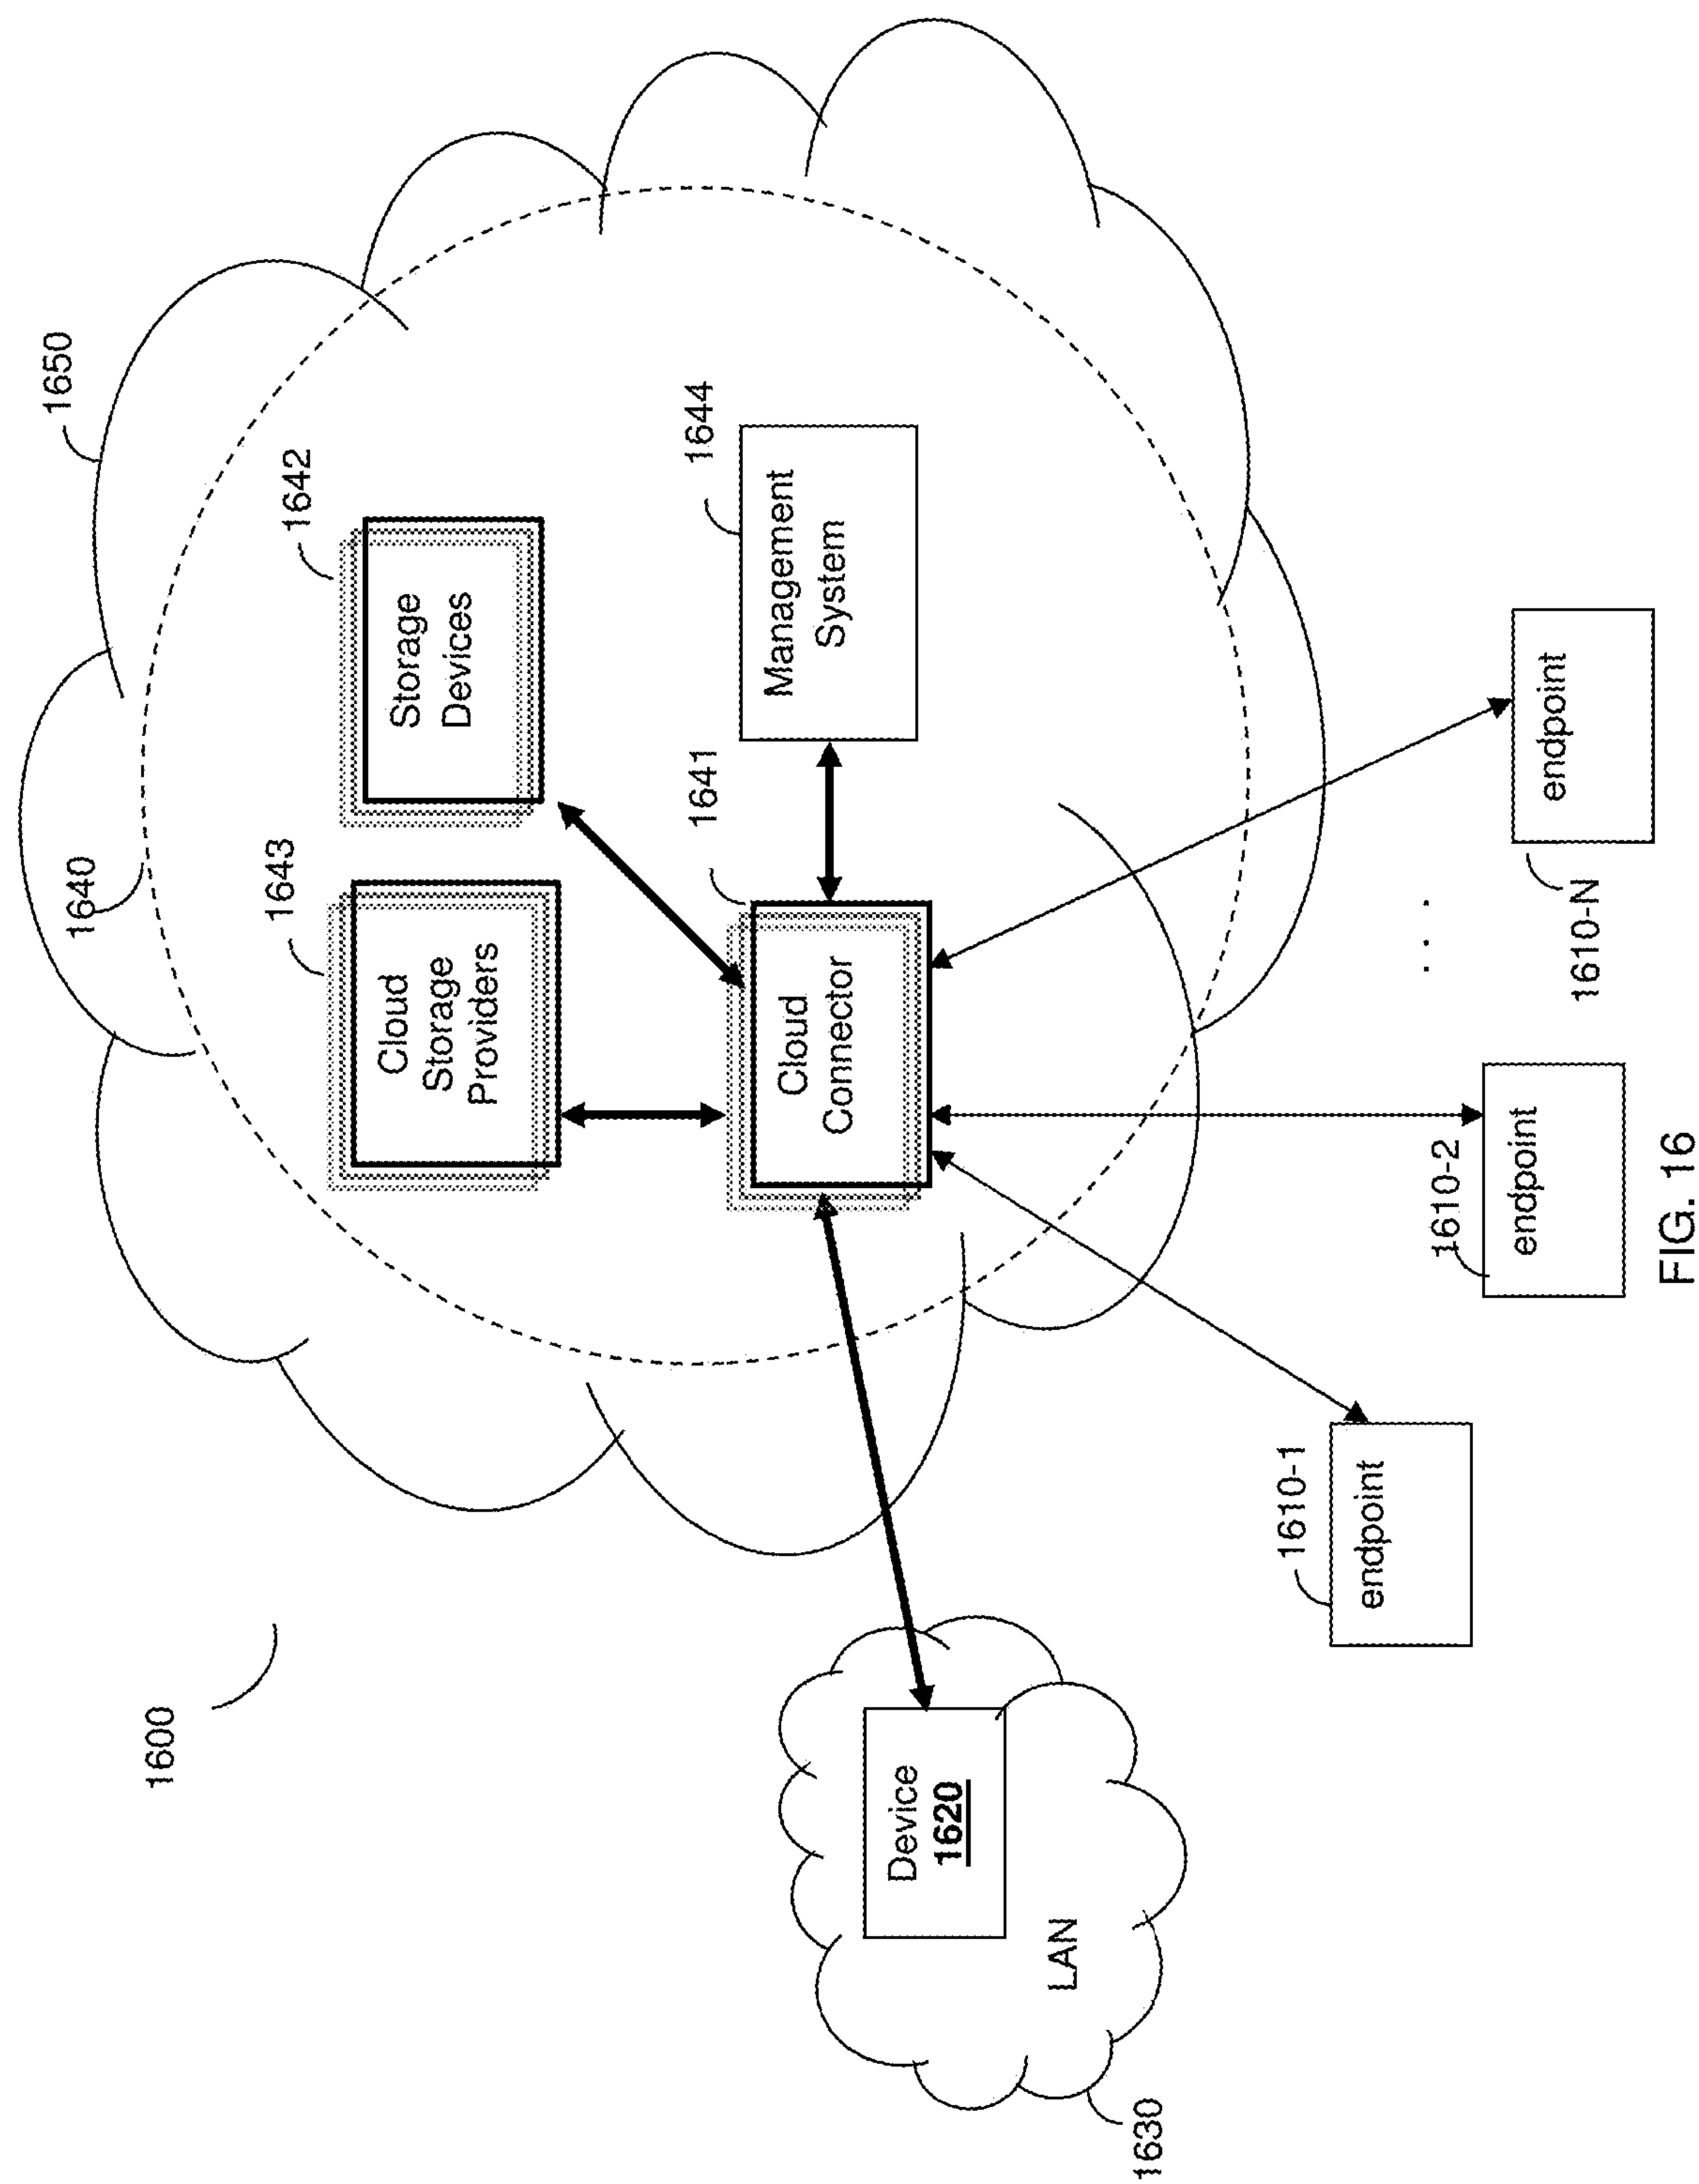 1600
1650
1640
1643
Cloud
Storage
Providers
1642
Storage
Devices
1641
Cloud
Connector
1644
Management
System
Device
1620
LAN
1630
1610-1
endpoint
1610-2
endpoint
. . .
1610-N
endpoint
FIG. 16